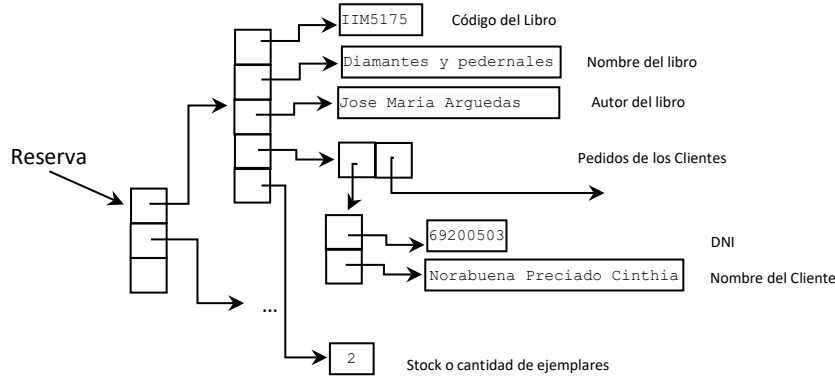 IIM5175 Código del Libro
Diamantes y pedernales Nombre del libro
Jose Maria Arguedas Autor del libro
Reserva
Pedidos de los Clientes
69200503 DNI
Norabuena Preciado Cinthia Nombre del Cliente
...
2 Stock o cantidad de ejemplares